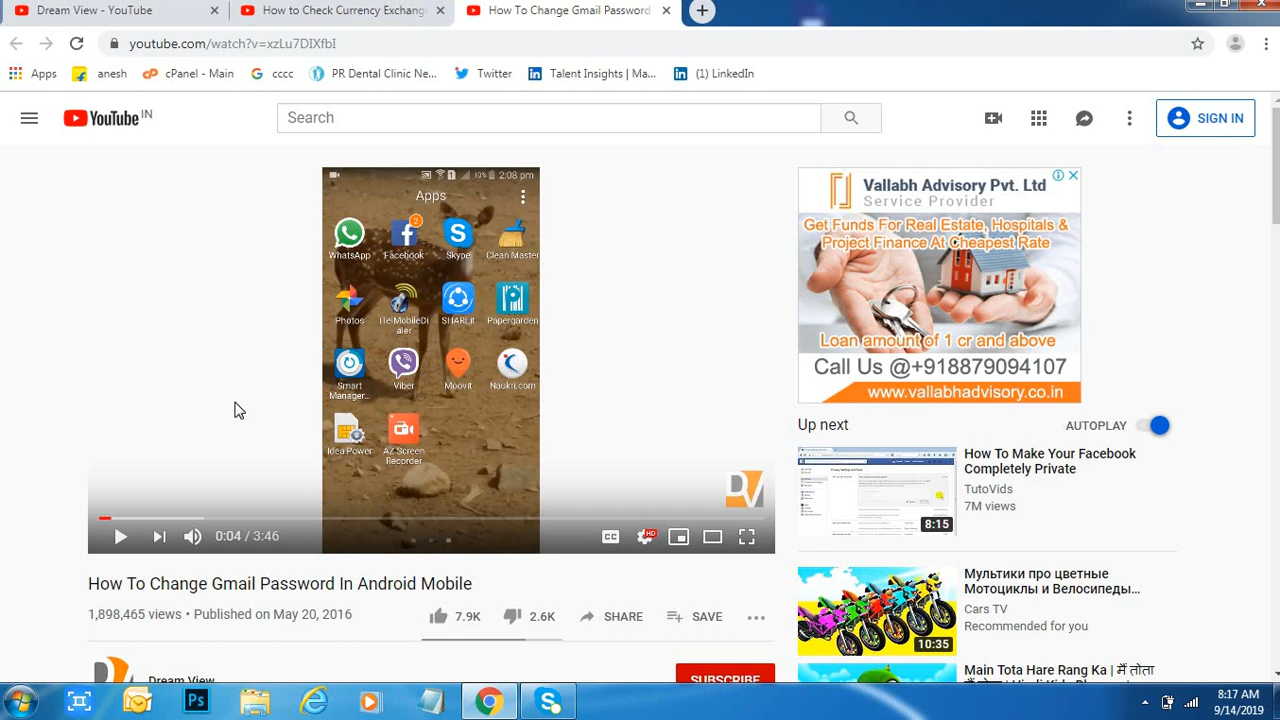 Dream View - YouTube
How to Check Currency Exchange
How To Change Gmail Password
youtube.com/watch?v=xzLu7DIXfbI
Apps
anesh
cPanel - Main
cccc
PR Dental Clinic Ne...
Twitter
Talent Insights | Ma...
(1) LinkedIn
YouTube IN
Search
SIGN IN
10% 2:08 pm
Apps
WhatsApp
Facebook
Skype
Clean Master
Photos
iTelMobileDi
aler
SHAREit
Papergarden
Smart
Manager...
Viber
Moovit
Naukri.com
Idea Power
AZ Screen
Recorder
DV
0:04 / 3:46
CC
HD
How To Change Gmail Password In Android Mobile
1,898,465 views • Published on May 20, 2016
7.9K
2.6K
SHARE
SAVE
Dream View
SUBSCRIBE
Vallabh Advisory Pvt. Ltd
Service Provider
Get Funds For Real Estate, Hospitals &
Project Finance At Cheapest Rate
Loan amount of 1 cr and above
Call Us @+918879094107
www.vallabhadvisory.co.in
Up next
AUTOPLAY
8:15
How To Make Your Facebook
Completely Private
TutoVids
7M views
10:35
Мультики про цветные
Мотоциклы и Велосипеды...
Cars TV
Recommended for you
Main Tota Hare Rang Ka | मैं तोता
8:17 AM
9/14/2019